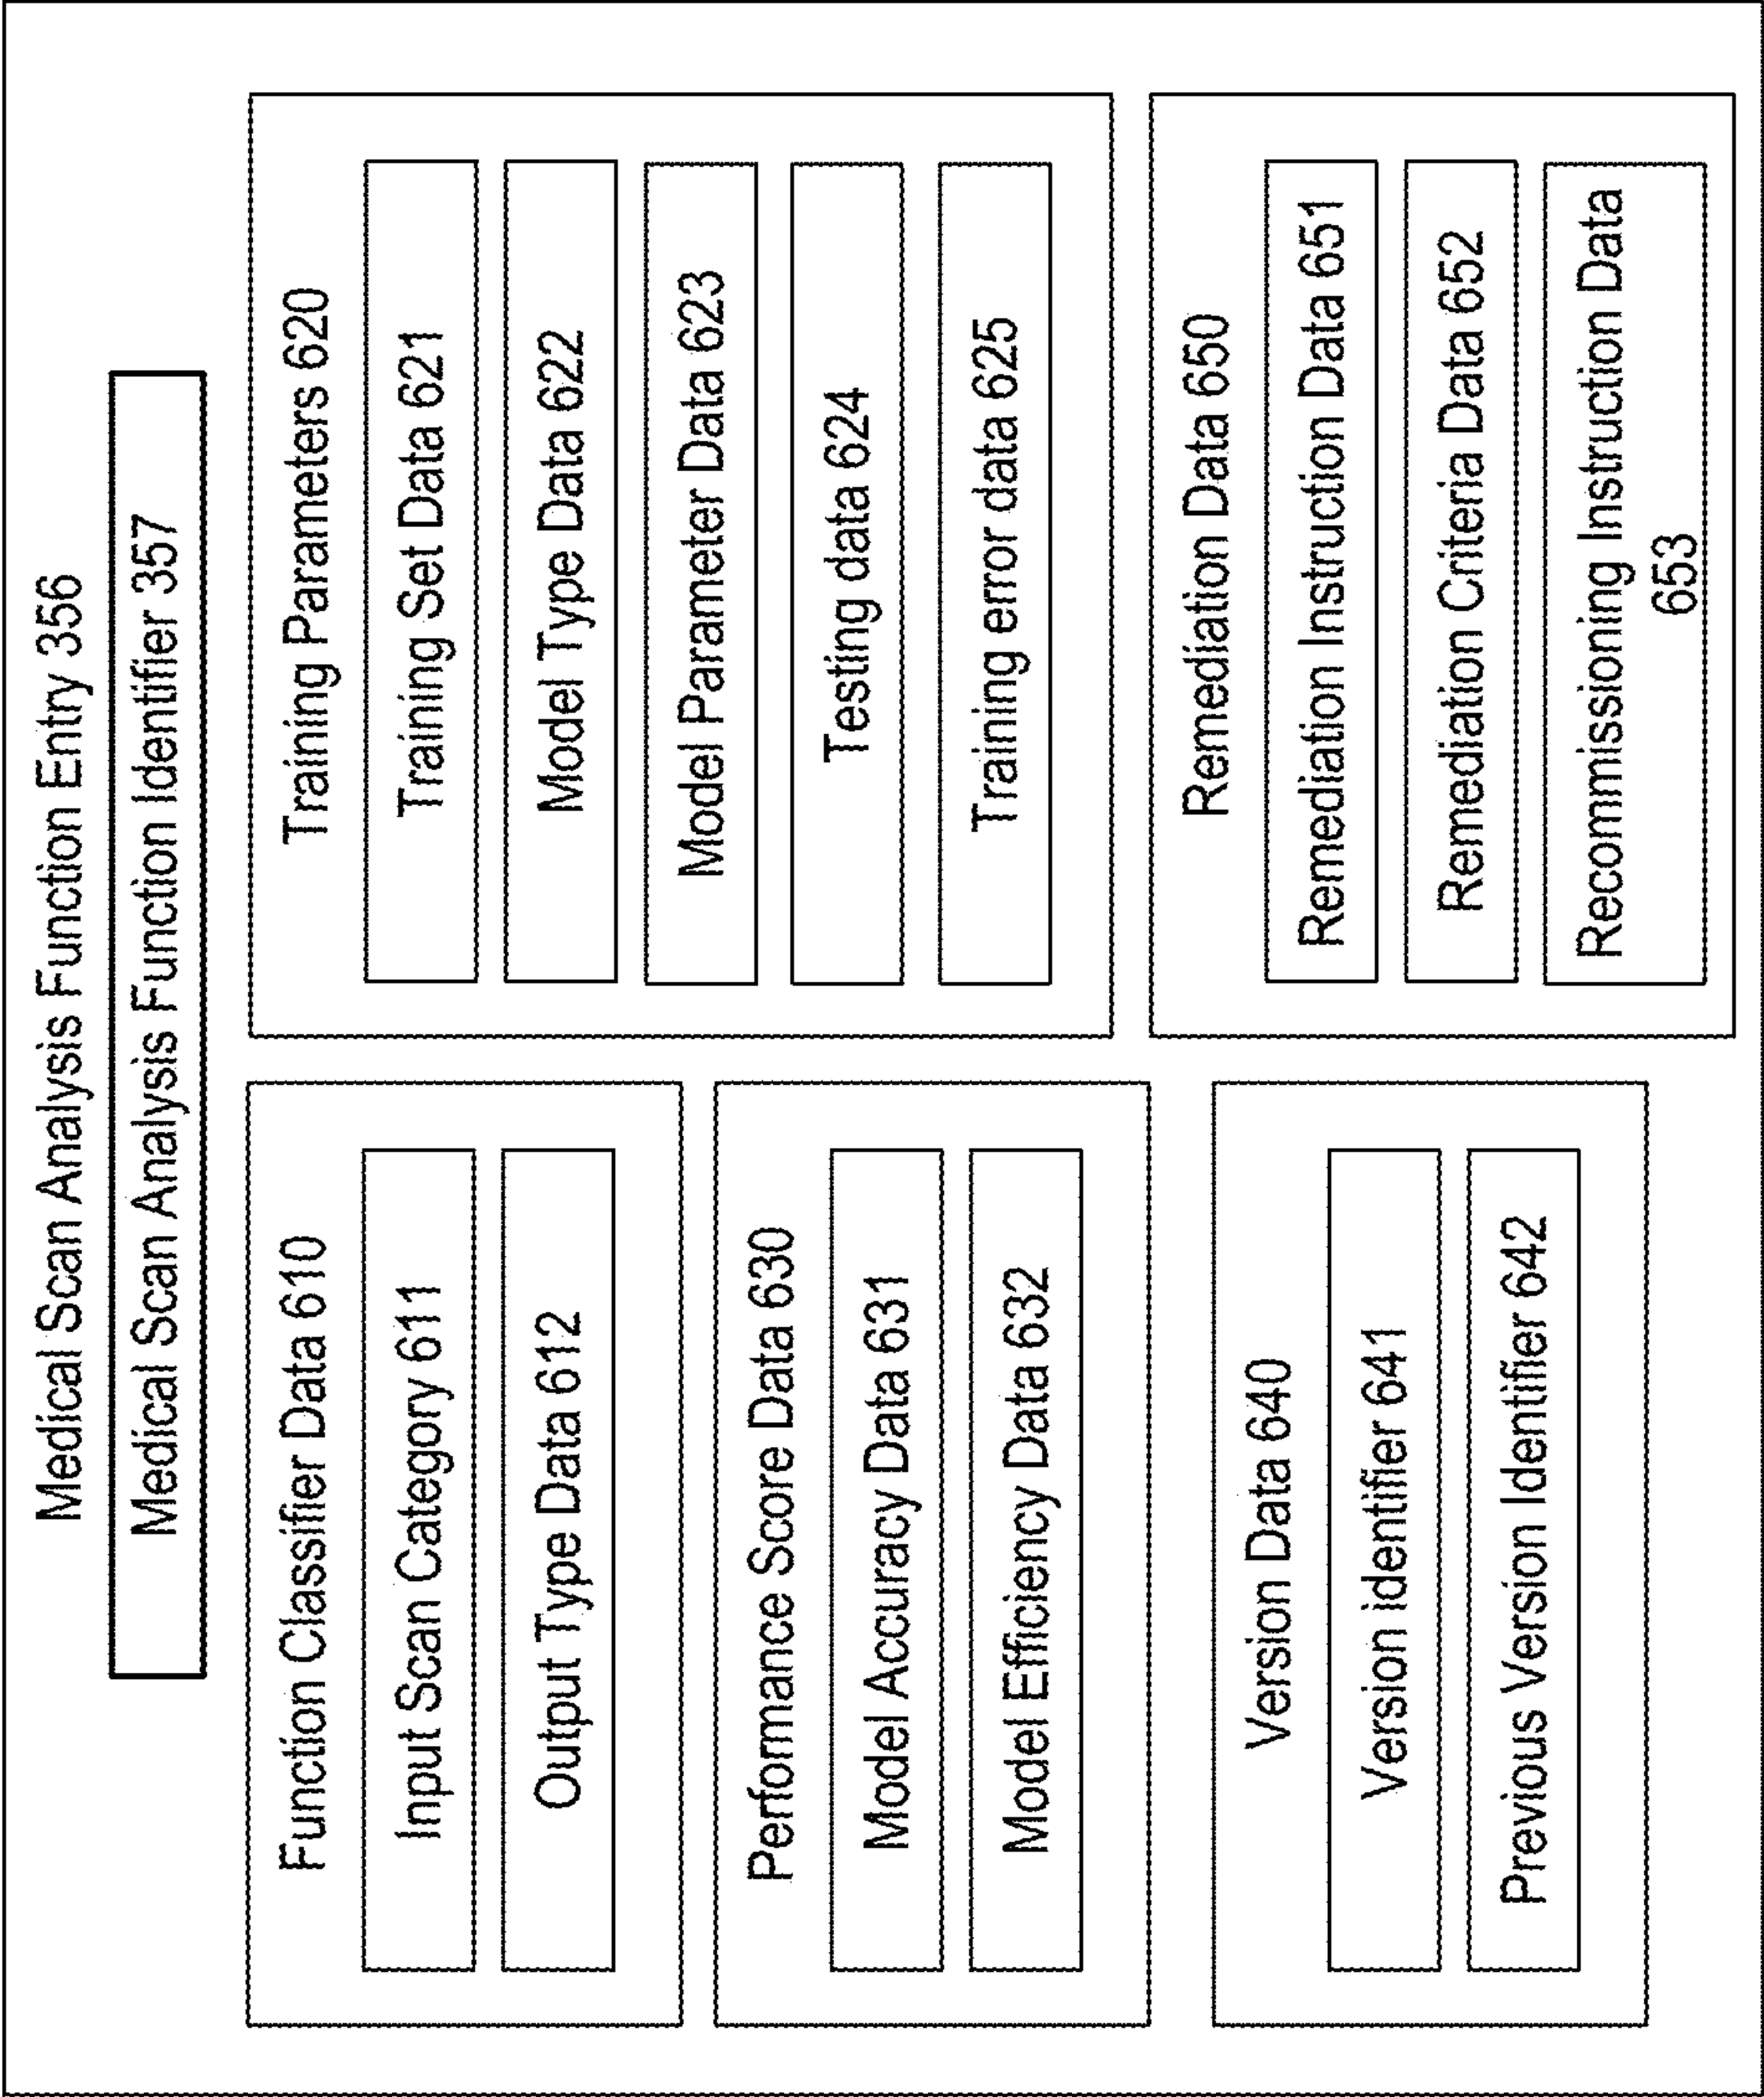 Medical Scan Analysis Function Entry 356
Medical Scan Analysis Function Identifier 357
Function Classifier Data 610
Input Scan Category 611
Output Type Data 612
Performance Score Data 630
Model Accuracy Data 631
Model Efficiency Data 632
Version Data 640
Version identifier 641
Previous Version Identifier 642
Training Parameters 620
Training Set Data 621
Model Type Data 622
Model Parameter Data 623
Testing data 624
Training error data 625
Remediation Data 650
Remediation Instruction Data 651
Remediation Criteria Data 652
Recommissioning Instruction Data
653